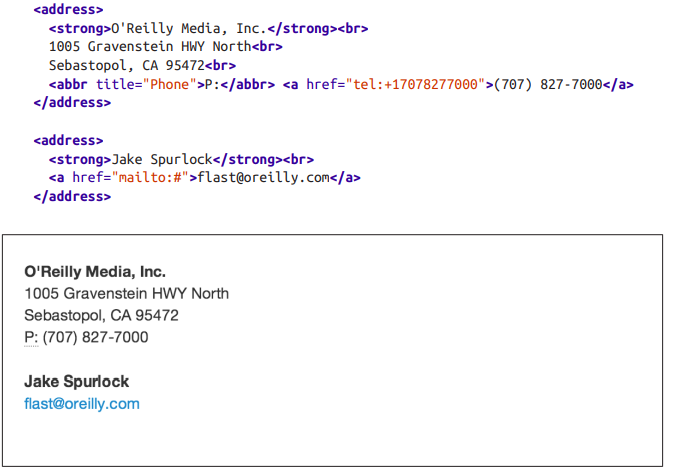 <address>
  <strong>O'Reilly Media, Inc.</strong><br>
  1005 Gravenstein HWY North<br>
  Sebastopol, CA 95472<br>
  <abbr title="Phone">P:</abbr> <a href="tel:+17078277000">(707) 827-7000</a>
</address>

<address>
  <strong>Jake Spurlock</strong><br>
  <a href="mailto:#">flast@oreilly.com</a>
</address>

O'Reilly Media, Inc.
1005 Gravenstein HWY North
Sebastopol, CA 95472
P: (707) 827-7000

Jake Spurlock
flast@oreilly.com